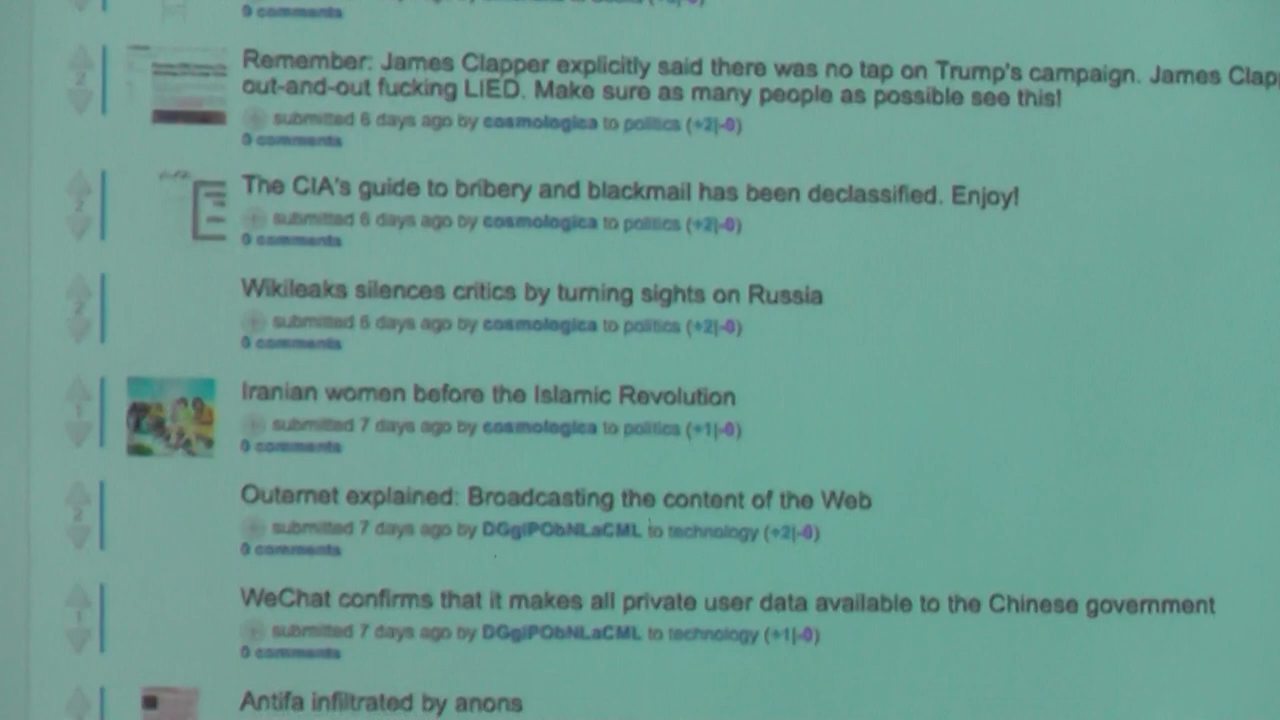 9 comments
2
Remember: James Clapper explicitly said there was no tap on Trump's campaign. James
out-and-out fucking LIED. Make sure as many people as possible see this!
submitted 6 days ago by cosmologica to politics (+2|-0)
0 comments
2
The CIA's guide to bribery and blackmail has been declassified. Enjoy!
submitted 6 days ago by cosmologica to politics (+2|-0)
0 comments
2
Wikileaks silences critics by turning sights on Russia
submitted 6 days ago by cosmologica to politics (+2|-0)
0 comments
1
Iranian women before the Islamic Revolution
submitted 7 days ago by cosmologica to politics (+1|-0)
0 comments
2
Outernet explained: Broadcasting the content of the Web
submitted 7 days ago by DGgiPObNLaCML to technology (+2|-0)
0 comments
1
WeChat confirms that it makes all private user data available to the Chinese government
submitted 7 days ago by DGgiPObNLaCML to technology (+1|-0)
0 comments
Antifa infiltrated by anons